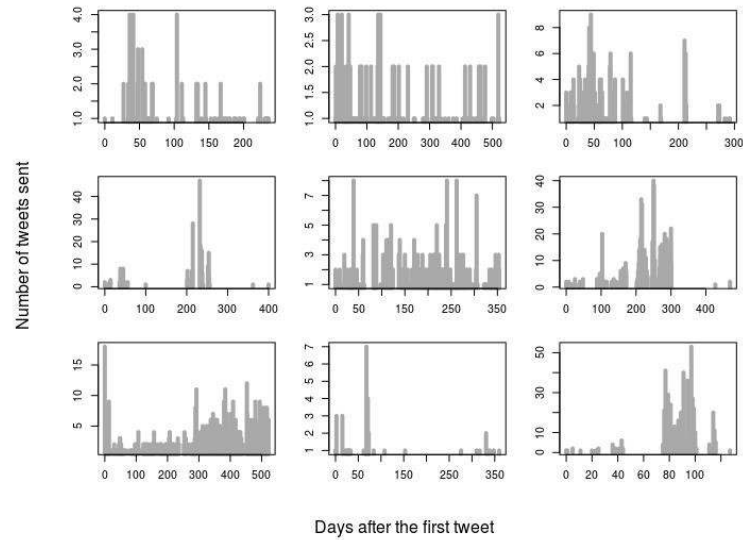 1.0 2.0 3.0 4.0
0 50 100 150 200
1.0 1.5 2.0 2.5 3.0
0 100 200 300 400 500
2 4 6 8
0 50 100 200 300
0 10 20 30 40
0 100 200 300 400
1 3 5 7
0 50 150 250 350
0 10 20 30 40
0 100 200 300 400
5 10 15
0 100 200 300 400 500
1 2 3 4 5 6 7
0 50 150 250 350
0 10 30 50
0 20 40 60 80 100
Number of tweets sent
Days after the first tweet